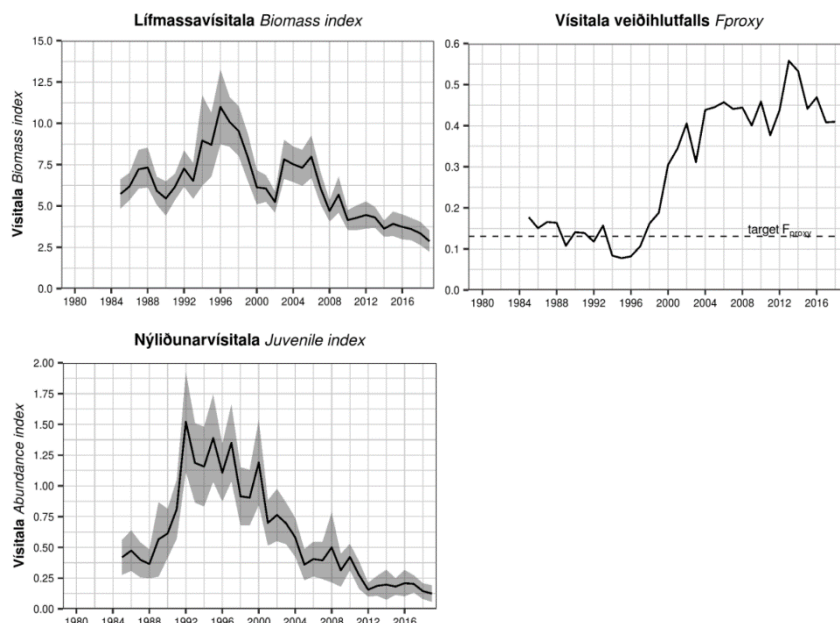 Lífmassavísitala Biomass index
Vísitala Biomass index
15.0
12.5
10.0
7.5
5.0
2.5
0.0
1980 1984 1988 1992 1996 2000 2004 2008 2012 2016
Vísitala veiðihlutfalls Fproxy
0.6
0.5
0.4
0.3
0.2
0.1
0.0
target Fproxy
1980 1984 1988 1992 1996 2000 2004 2008 2012 2016
Nýliðunarvísitala Juvenile index
Vísitala Abundance index
2.00
1.75
1.50
1.25
1.00
0.75
0.50
0.25
0.00
1980 1984 1988 1992 1996 2000 2004 2008 2012 2016